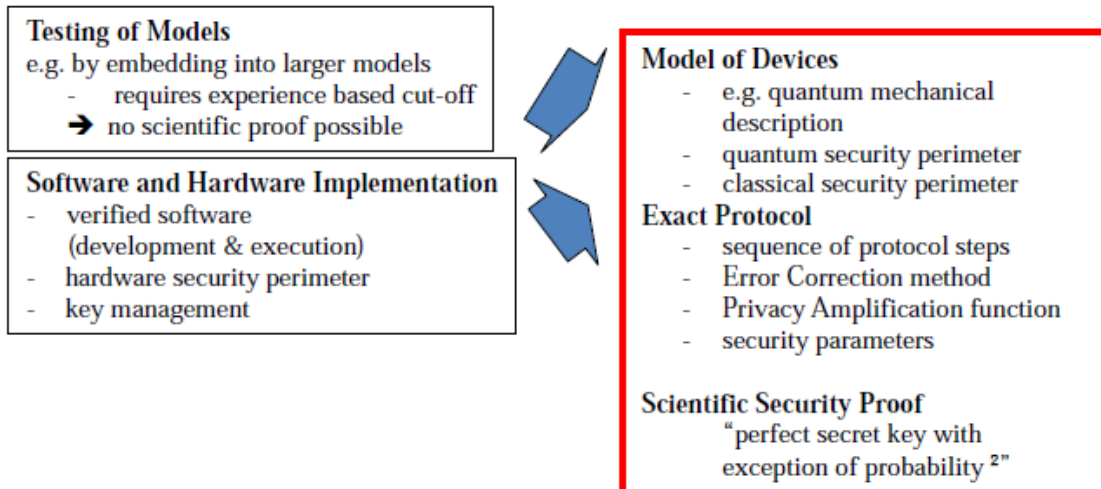 Testing of Models
e.g. by embedding into larger models
- requires experience based cut-off
➔ no scientific proof possible
Software and Hardware Implementation
- verified software
(development & execution)
- hardware security perimeter
- key management
Model of Devices
- e.g. quantum mechanical
description
- quantum security perimeter
- classical security perimeter
Exact Protocol
- sequence of protocol steps
- Error Correction method
- Privacy Amplification function
- security parameters
Scientific Security Proof
“perfect secret key with
exception of probability ²”